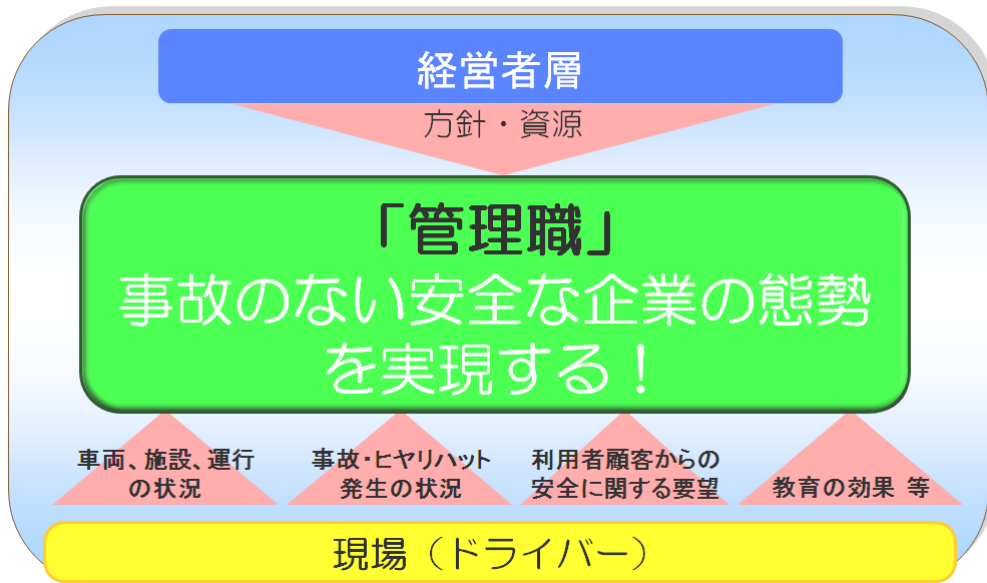 経営者層
方針・資源
「管理職」
事故のない安全な企業の態勢
を実現する！
車両、施設、運行
の状況
事故・ヒヤリハット
発生の状況
利用者顧客からの
安全に関する要望
教育の効果 等
現場（ドライバー）